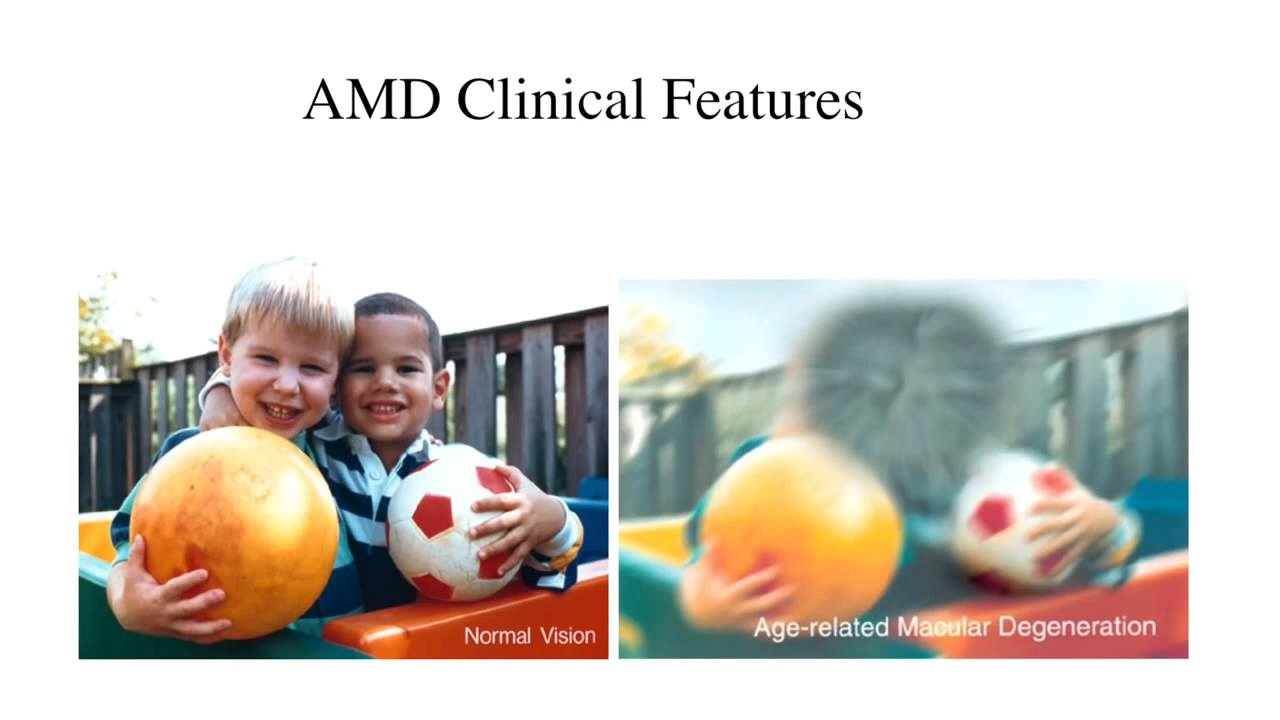 AMD Clinical Features
Normal Vision
Age-related Macular Degeneration